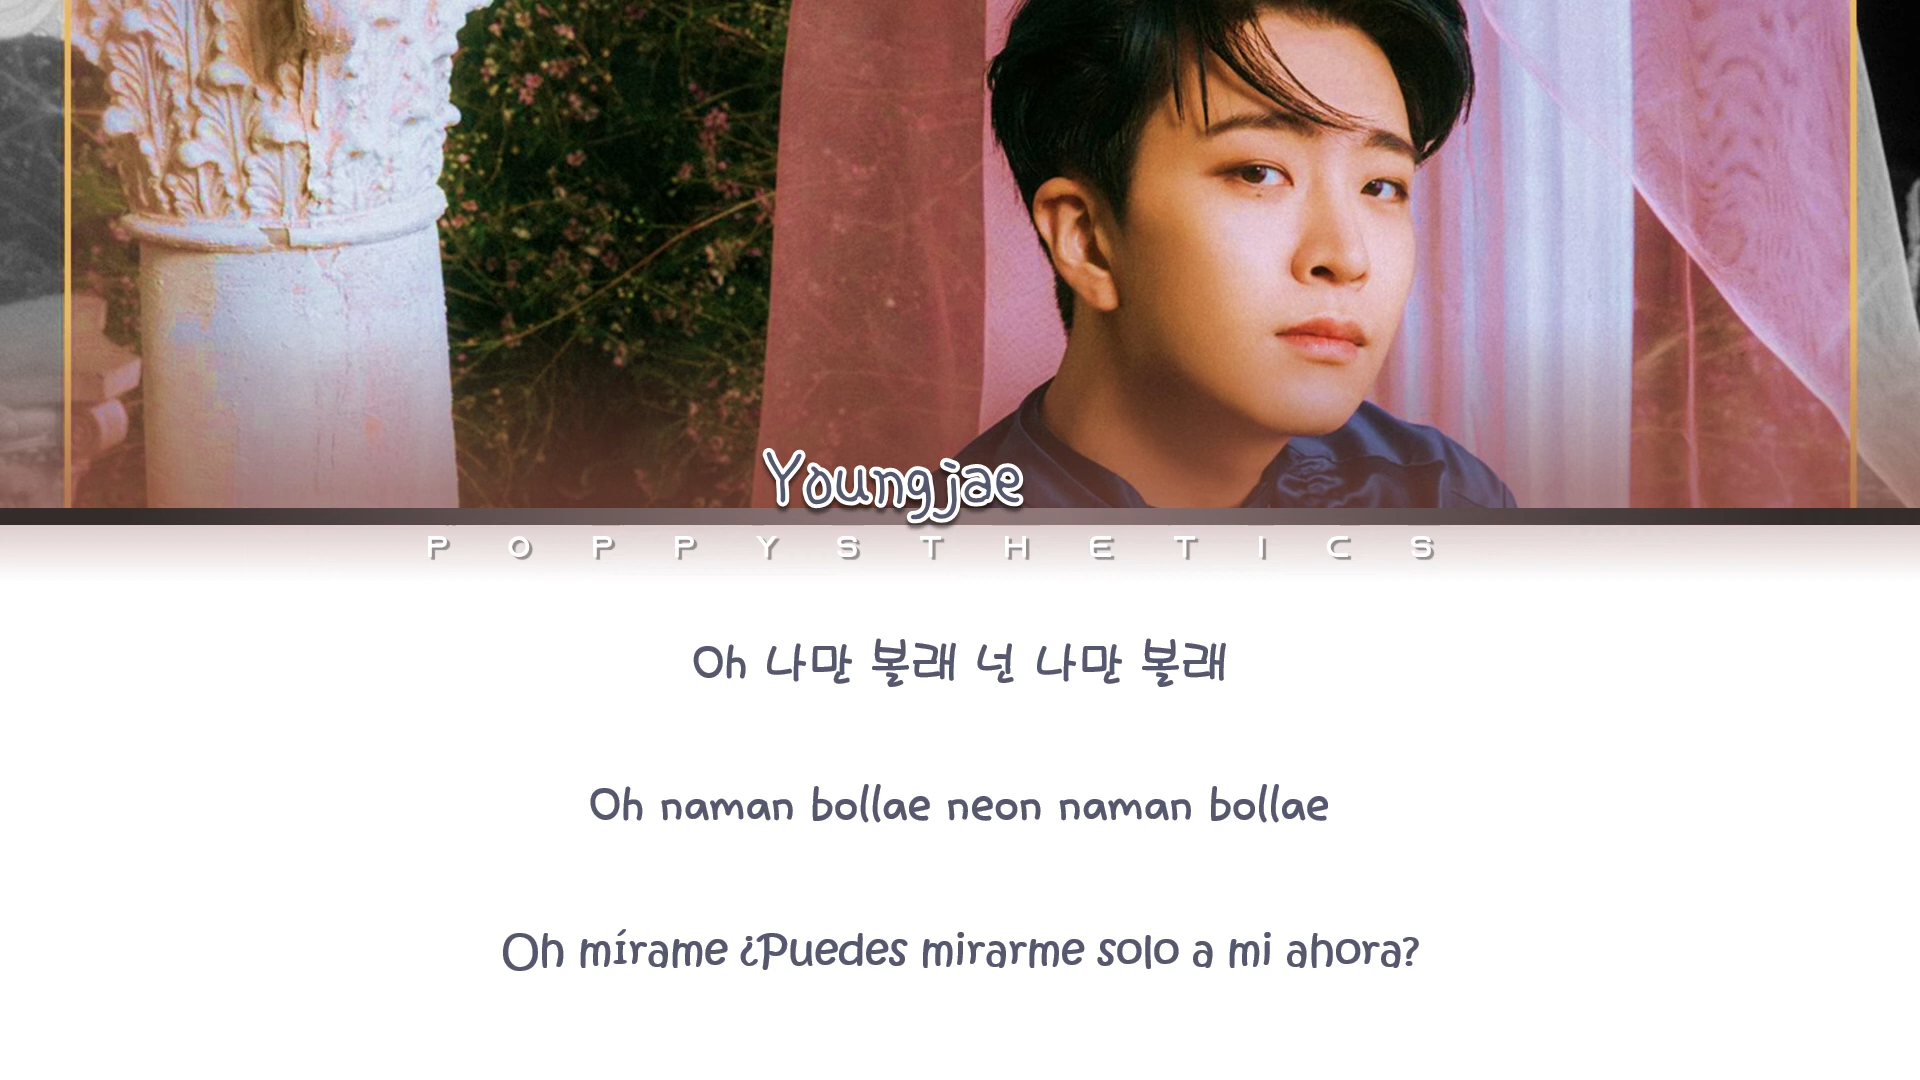 Youngjae
POPPYSTHETICS
Oh 나만 볼래 넌 나만 볼래
Oh naman bollae neon naman bollae
Oh mírame ¿Puedes mirarme solo a mi ahora?